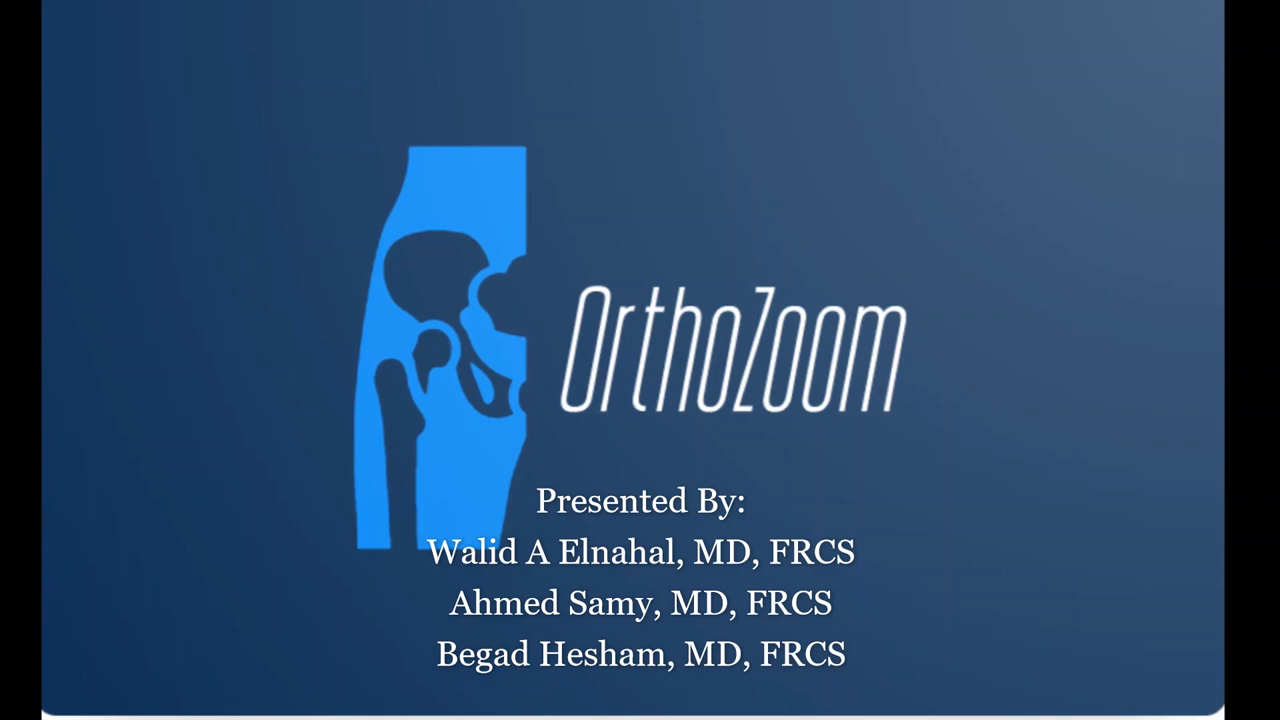 OrthoZoom
Presented By:
Walid A Elnahal, MD, FRCS
Ahmed Samy, MD, FRCS
Begad Hesham, MD, FRCS